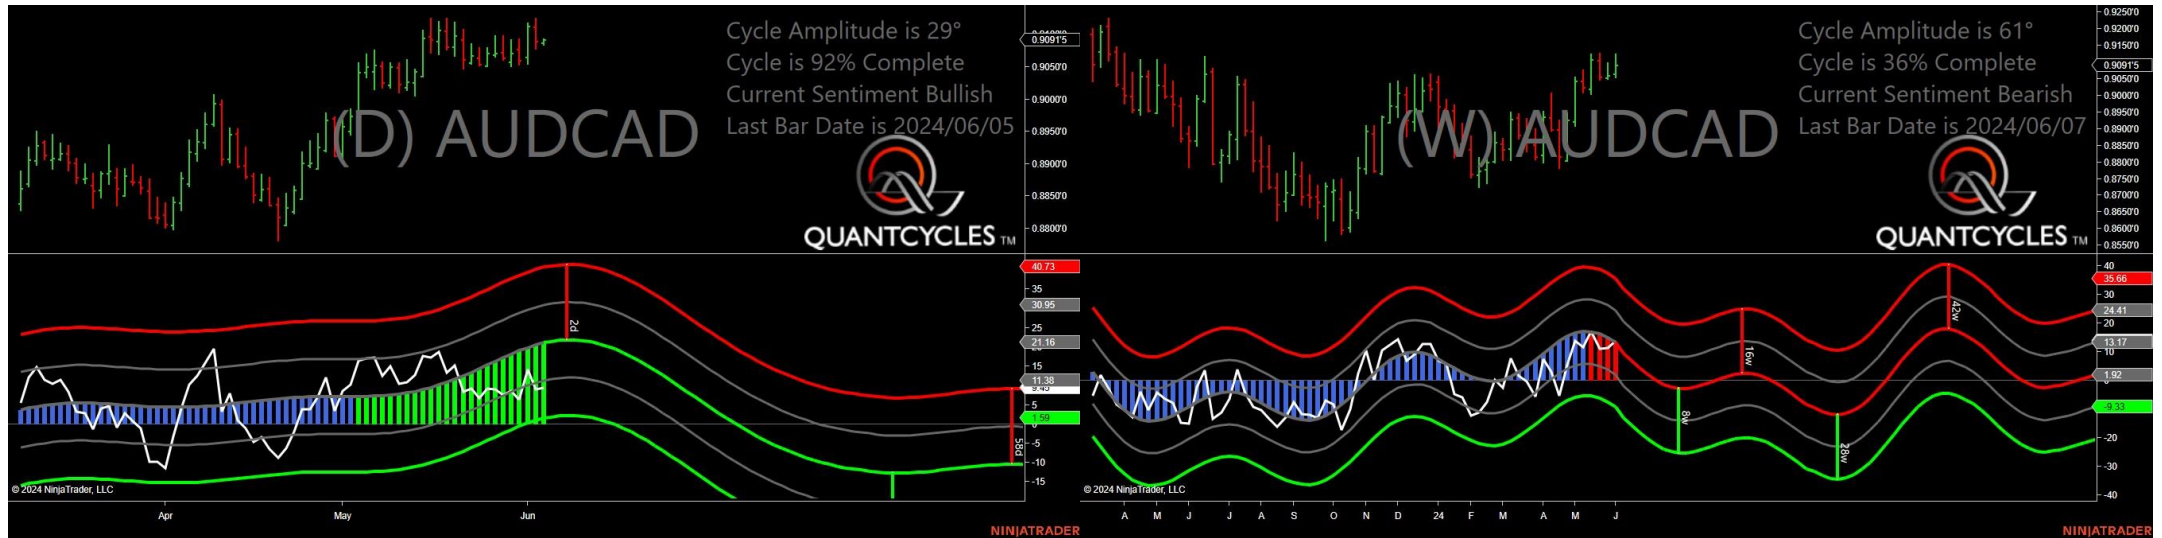 Cycle Amplitude is 29°
Cycle is 92% Complete
Current Sentiment Bullish
Last Bar Date is 2024/06/05
(D) AUDCAD
QUANTCYCLES TM
0.9091'5
0.9050'0
0.9000'0
0.8950'0
0.8900'0
0.8850'0
0.8800'0
40.73
35
30.95
25
21.16
15
11.38
5
1.59
0
-5
-10
-15
2d
58d
© 2024 NinjaTrader, LLC
Apr May Jun
NINJATRADER
Cycle Amplitude is 61°
Cycle is 36% Complete
Current Sentiment Bearish
Last Bar Date is 2024/06/07
(W) AUDCAD
QUANTCYCLES TM
0.9250'0
0.9200'0
0.9150'0
0.9091'5
0.9050'0
0.9000'0
0.8950'0
0.8900'0
0.8850'0
0.8800'0
0.8750'0
0.8700'0
0.8650'0
0.8600'0
0.8550'0
40
35.66
30
24.41
20
13.17
10
1.92
-9.33
-20
-30
-40
8w
16w
28w
42w
© 2024 NinjaTrader, LLC
A M J J A S O N D 24 F M A M J
NINJATRADER